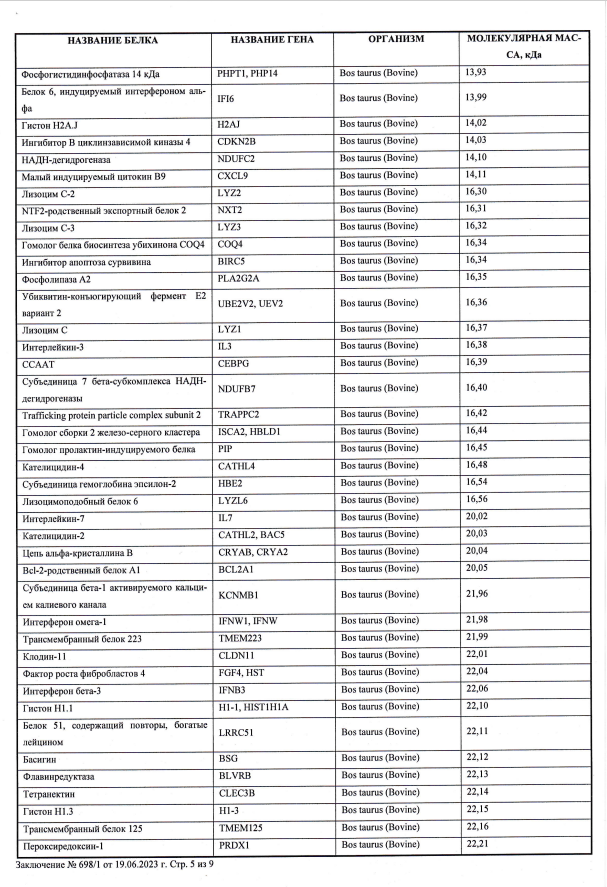 НАЗВАНИЕ БЕЛКА НАЗВАНИЕ ГЕНА ОРГАНИЗМ МОЛЕКУЛЯРНАЯ МАС-
СА, кДа
Фосфогистидинфосфатаза 14 кДа PHPT1, PHP14 Bos taurus (Bovine) 13,93
Белок 6, индуцируемый интерфероном аль-
фа IFI6 Bos taurus (Bovine) 13,99
Гистон H2A.J H2AJ Bos taurus (Bovine) 14,02
Ингибитор B циклинзависимой киназы 4 CDKN2B Bos taurus (Bovine) 14,03
НАДН-дегидрогеназа NDUFC2 Bos taurus (Bovine) 14,10
Малый индуцируемый цитокин B9 CXCL9 Bos taurus (Bovine) 14,11
Лизоцим C-2 LYZ2 Bos taurus (Bovine) 16,30
NTF2-родственный экспортный белок 2 NXT2 Bos taurus (Bovine) 16,31
Лизоцим C-3 LYZ3 Bos taurus (Bovine) 16,32
Гомолог белка биосинтеза убихинона COQ4 COQ4 Bos taurus (Bovine) 16,34
Ингибитор апоптоза сурвивина BIRC5 Bos taurus (Bovine) 16,34
Фосфолипаза A2 PLA2G2A Bos taurus (Bovine) 16,35
Убиквитин-конъюгирующий фермент E2
вариант 2 UBE2V2, UEV2 Bos taurus (Bovine) 16,36
Лизоцим C LYZ1 Bos taurus (Bovine) 16,37
Интерлейкин-3 IL3 Bos taurus (Bovine) 16,38
CCAAT CEBPG Bos taurus (Bovine) 16,39
Субъединица 7 бета-субкомплекса НАДН-
дегидрогеназы NDUFB7 Bos taurus (Bovine) 16,40
Trafficking protein particle complex subunit 2 TRAPPC2 Bos taurus (Bovine) 16,42
Гомолог сборки 2 железо-серного кластера ISCA2, HBLD1 Bos taurus (Bovine) 16,44
Гомолог пролактин-индуцируемого белка PIP Bos taurus (Bovine) 16,45
Кателицидин-4 CATHL4 Bos taurus (Bovine) 16,48
Субъединица гемоглобина эпсилон-2 HBE2 Bos taurus (Bovine) 16,54
Лизоцимоподобный белок 6 LYZL6 Bos taurus (Bovine) 16,56
Интерлейкин-7 IL7 Bos taurus (Bovine) 20,02
Кателицидин-2 CATHL2, BAC5 Bos taurus (Bovine) 20,03
Цепь альфа-кристаллина B CRYAB, CRYA2 Bos taurus (Bovine) 20,04
Bcl-2-родственный белок A1 BCL2A1 Bos taurus (Bovine) 20,05
Субъединица бета-1 активируемого кальци-
ем калиевого канала KCNMB1 Bos taurus (Bovine) 21,96
Интерферон омега-1 IFNW1, IFNW Bos taurus (Bovine) 21,98
Трансмембранный белок 223 TMEM223 Bos taurus (Bovine) 21,99
Клодин-11 CLDN11 Bos taurus (Bovine) 22,01
Фактор роста фибробластов 4 FGF4, HST Bos taurus (Bovine) 22,04
Интерферон бета-3 IFNB3 Bos taurus (Bovine) 22,06
Гистон H1.1 H1-1, HIST1H1A Bos taurus (Bovine) 22,10
Белок 51, содержащий повторы, богатые
лейцином LRRC51 Bos taurus (Bovine) 22,11
Басигин BSG Bos taurus (Bovine) 22,12
Флавинредуктаза BLVRB Bos taurus (Bovine) 22,13
Тетранектин CLEC3B Bos taurus (Bovine) 22,14
Гистон H1.3 H1-3 Bos taurus (Bovine) 22,15
Трансмембранный белок 125 TMEM125 Bos taurus (Bovine) 22,16
Пероксиредоксин-1 PRDX1 Bos taurus (Bovine) 22,21
Заключение № 698/1 от 19.06.2023 г. Стр. 5 из 9